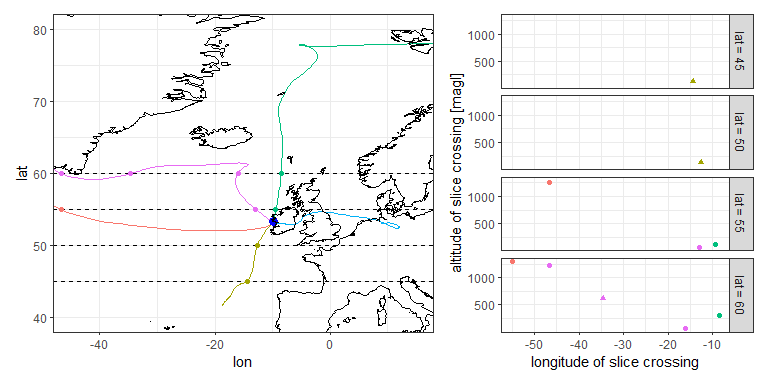 80
70
60
50
40
lat
-40
-20
0
lon
altitude of slice crossing [magl]
1000
500
lat = 45
1000
500
lat = 50
1000
500
lat = 55
1000
500
lat = 60
-50
-40
-30
-20
-10
longitude of slice crossing